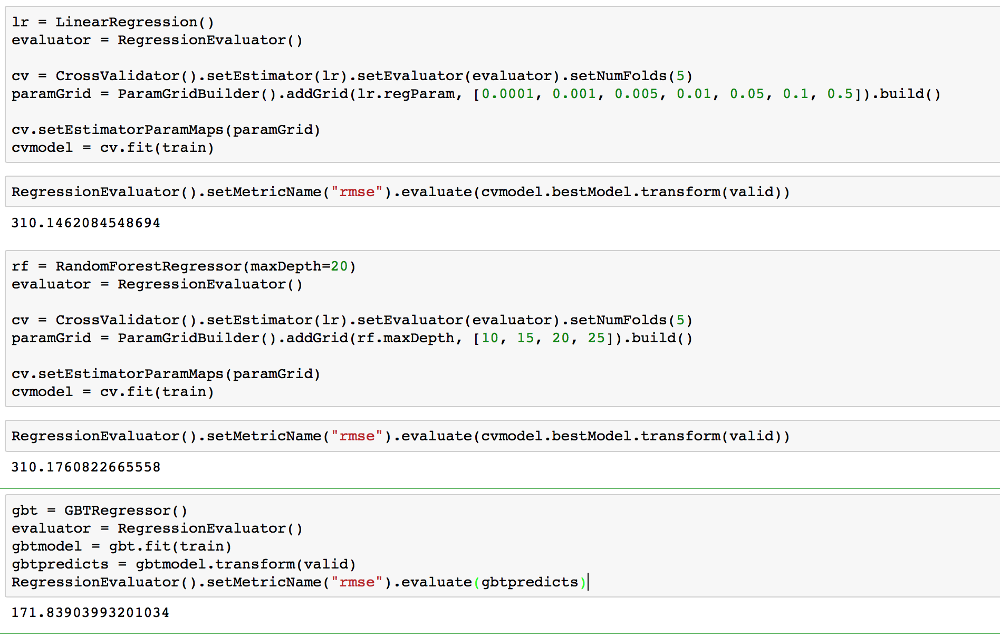 lr = LinearRegression()
evaluator = RegressionEvaluator()
cv = CrossValidator().setEstimator(lr).setEvaluator(evaluator).setNumFolds(5)
paramGrid = ParamGridBuilder().addGrid(lr.regParam, [0.0001, 0.001, 0.005, 0.01, 0.05, 0.1, 0.5]).build()
cv.setEstimatorParamMaps(paramGrid)
cvmodel = cv.fit(train)
RegressionEvaluator().setMetricName("rmse").evaluate(cvmodel.bestModel.transform(valid))
310.1462084548694
rf = RandomForestRegressor(maxDepth=20)
evaluator = RegressionEvaluator()
cv = CrossValidator().setEstimator(lr).setEvaluator(evaluator).setNumFolds(5)
paramGrid = ParamGridBuilder().addGrid(rf.maxDepth, [10, 15, 20, 25]).build()
cv.setEstimatorParamMaps(paramGrid)
cvmodel = cv.fit(train)
RegressionEvaluator().setMetricName("rmse").evaluate(cvmodel.bestModel.transform(valid))
310.1760822665558
gbt = GBTRegressor()
evaluator = RegressionEvaluator()
gbtmodel = gbt.fit(train)
gbtpredicts = gbtmodel.transform(valid)
RegressionEvaluator().setMetricName("rmse").evaluate(gbtpredicts)
171.83903993201034